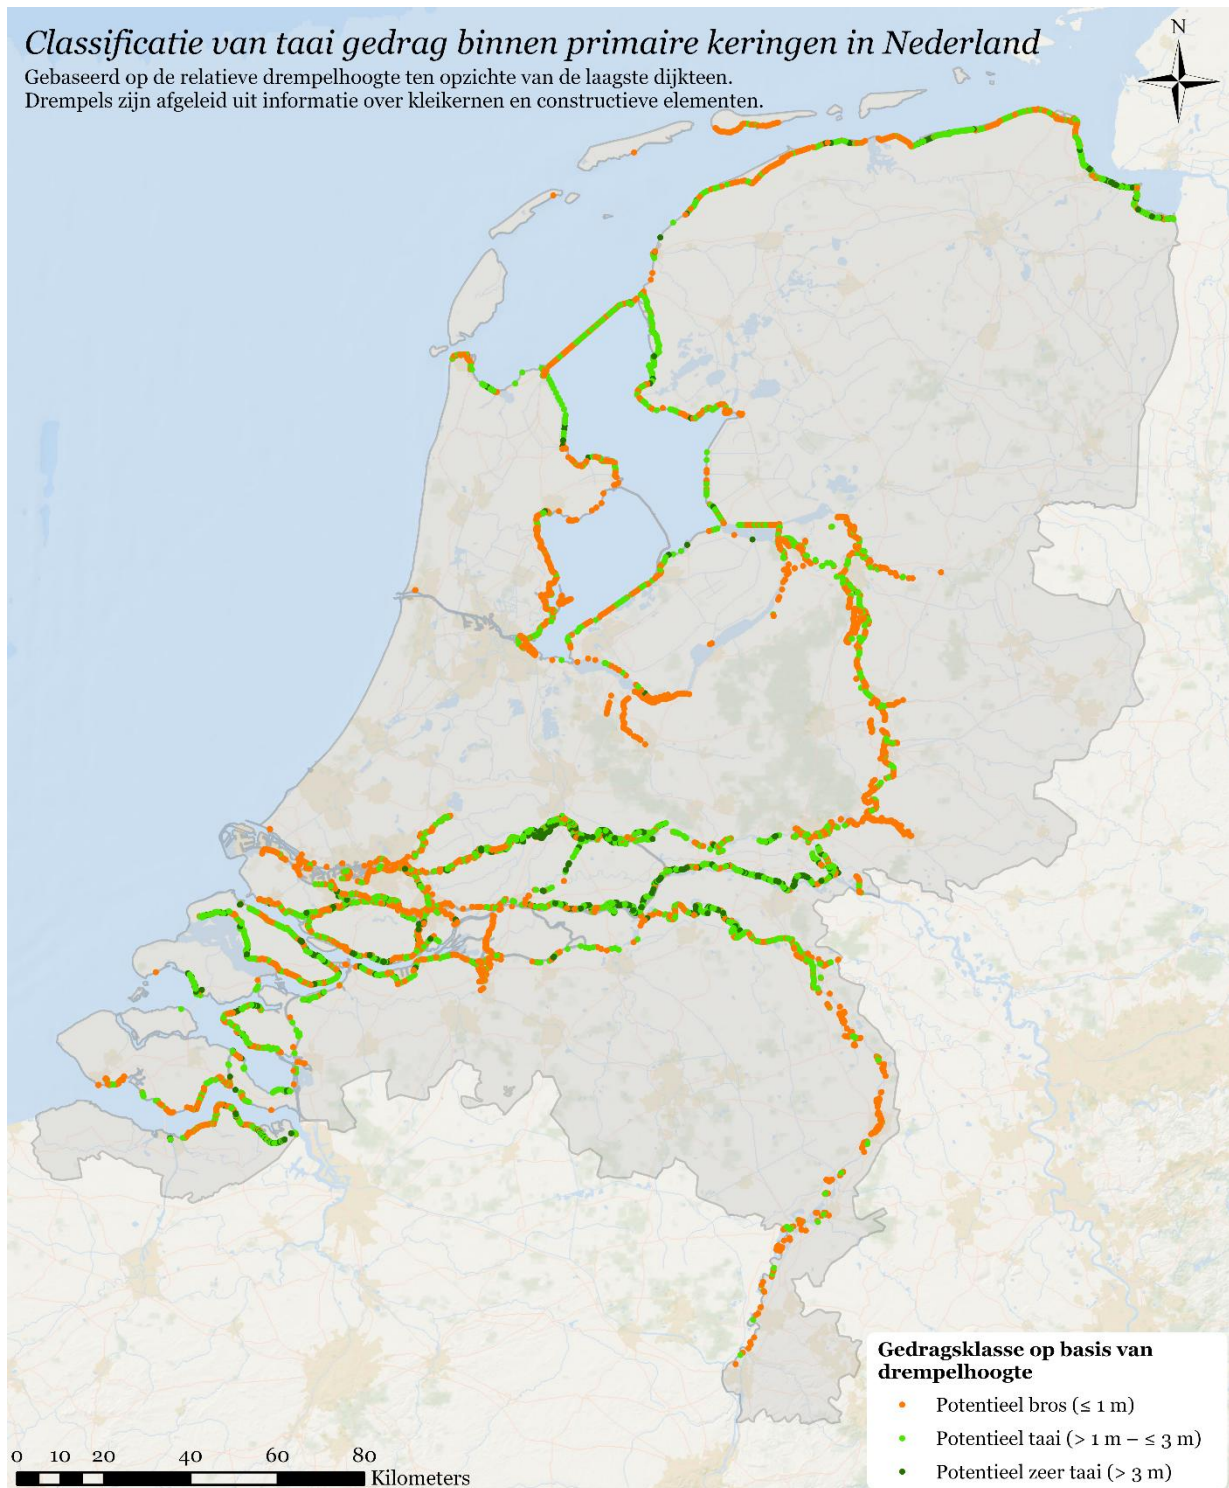 Classificatie van taai gedrag binnen primaire keringen in Nederland
Gebaseerd op de relatieve drempelhoogte ten opzichte van de laagste dijkteen.
Drempels zijn afgeleid uit informatie over kleikernen en constructieve elementen.
N
Gedragsklasse op basis van
drempelhoogte
Potentieel bros (≤ 1 m)
Potentieel taai (> 1 m – ≤ 3 m)
Potentieel zeer taai (> 3 m)
0 10 20 40 60 80
Kilometers